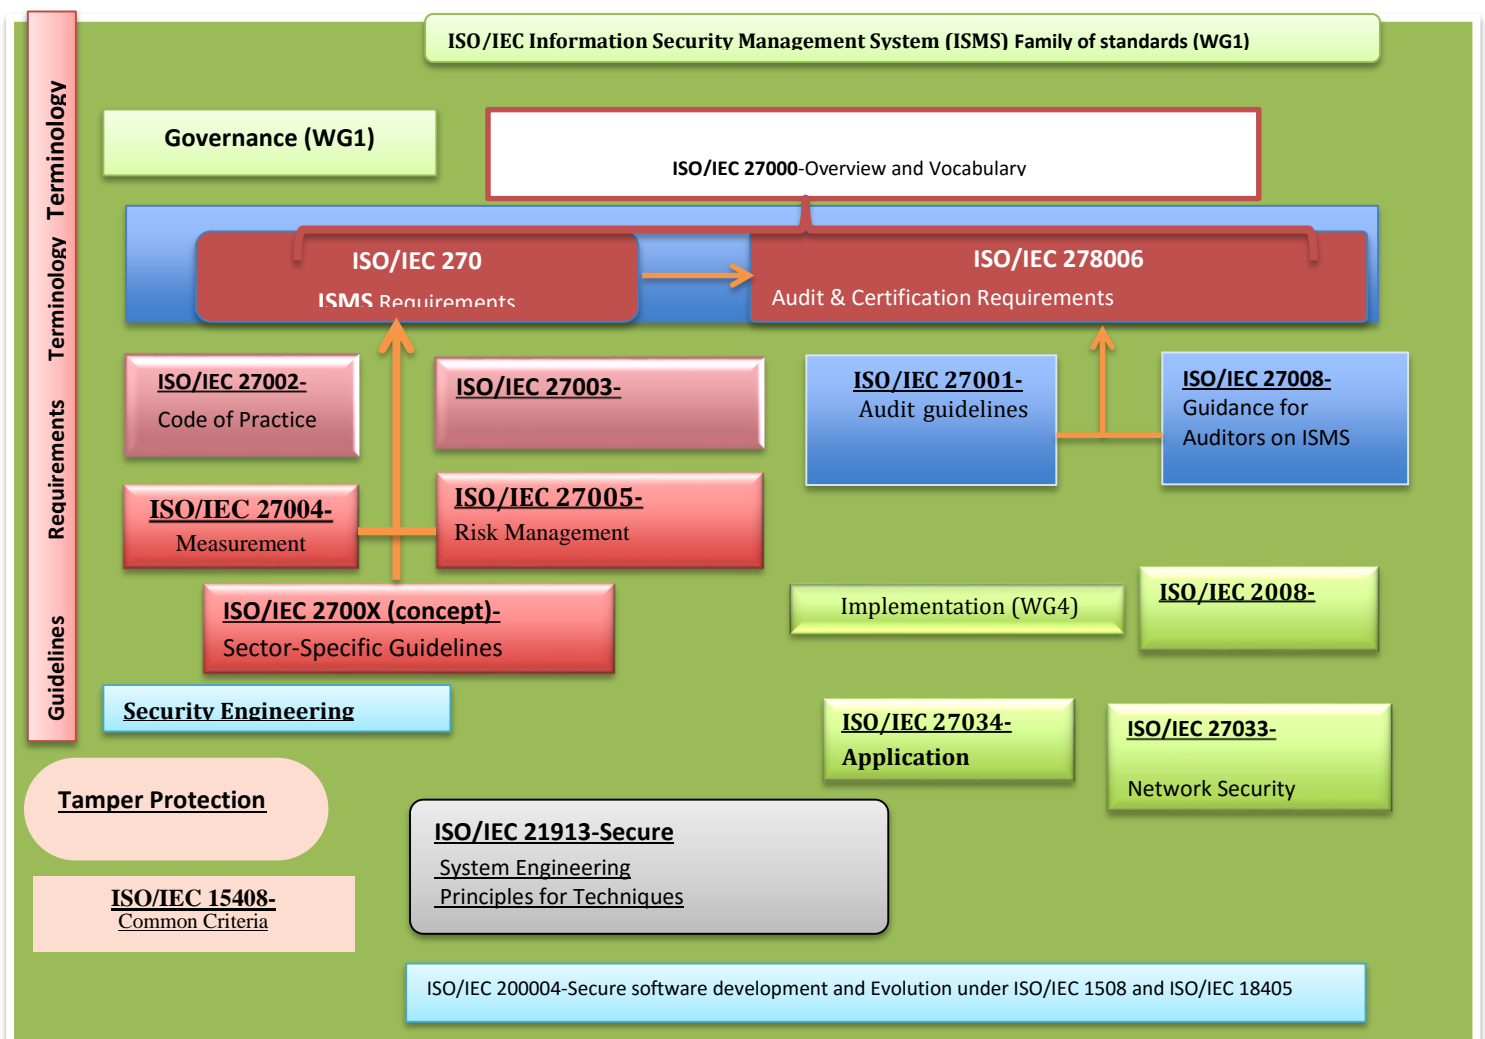 ISO/IEC Information Security Management System (ISMS) Family of standards (WG1)
Terminology
Governance (WG1)
ISO/IEC 27000-Overview and Vocabulary
Terminology
ISO/IEC 270
ISMS Requirements
ISO/IEC 278006
Audit & Certification Requirements
Requirements
ISO/IEC 27002-
Code of Practice
ISO/IEC 27003-
ISO/IEC 27001-
Audit guidelines
ISO/IEC 27008-
Guidance for
Auditors on ISMS
ISO/IEC 27004-
Measurement
ISO/IEC 27005-
Risk Management
Guidelines
ISO/IEC 2700X (concept)-
Sector-Specific Guidelines
Implementation (WG4)
ISO/IEC 2008-
Security Engineering
ISO/IEC 27034-
Application
ISO/IEC 27033-
Network Security
Tamper Protection
ISO/IEC 21913-Secure
System Engineering
Principles for Techniques
ISO/IEC 15408-
Common Criteria
ISO/IEC 200004-Secure software development and Evolution under ISO/IEC 1508 and ISO/IEC 18405